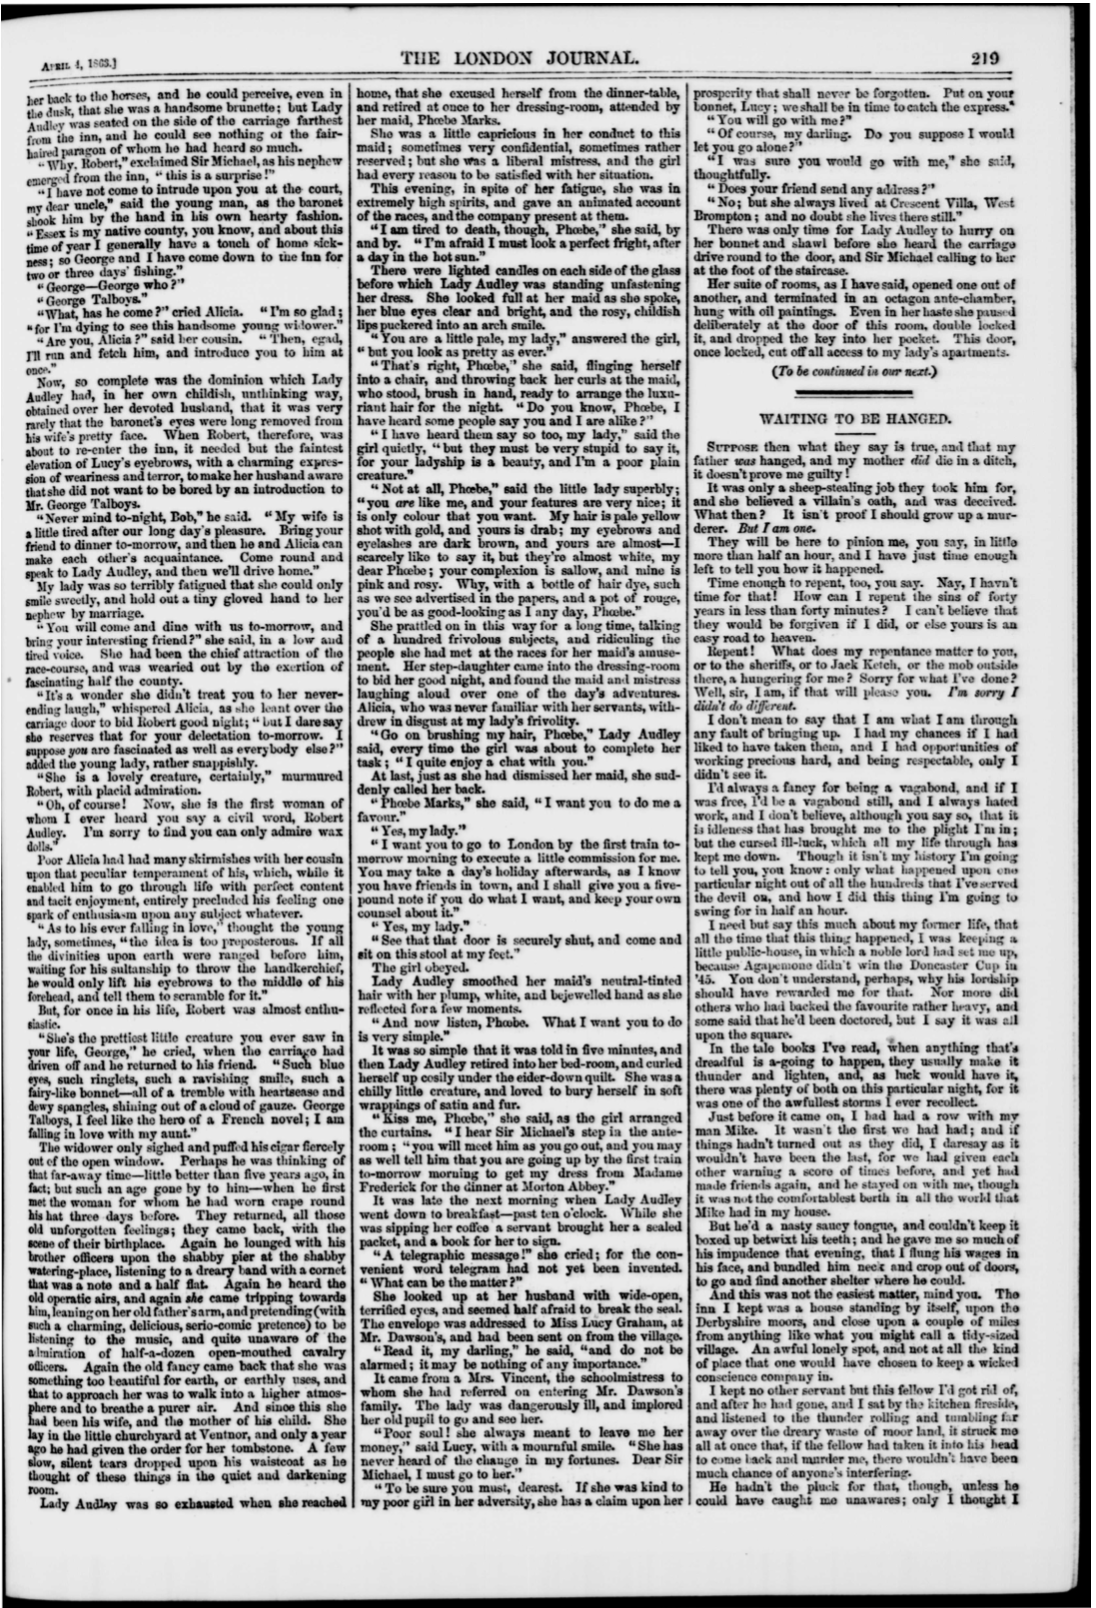 APRIL 4, 1863.]
THE LONDON JOURNAL.
219
her back to the horses, and he could perceive, even in
the dusk, that she was a handsome brunette; but Lady
Audley was seated on the side of the carriage farthest
from the inn, and he could see nothing of the fair-
haired paragon of whom he had heard so much.
"Why, Robert," exclaimed Sir Michael, as his nephew
emerged from the inn, "this is a surprise!"
"I have not come to intrude upon you at the court,
my dear uncle," said the young man, as the baronet
shook him by the hand in his own hearty fashion.
"Essex is my native county, you know, and about this
time of year I generally have a touch of home sick-
ness; so George and I have come down to the inn for
two or three days' fishing."
"George—George who?"
"George Talboys."
"What, has he come?" cried Alicia. "I'm so glad;
"for I'm dying to see this handsome young widower."
"Are you, Alicia?" said her cousin. "Then, egad,
I'll run and fetch him, and introduce you to him at
once."
Now, so complete was the dominion which Lady
Audley had, in her own childish, unthinking way,
obtained over her devoted husband, that it was very
rarely that the baronet's eyes were long removed from
his wife's pretty face. When Robert, therefore, was
about to re-enter the inn, it needed but the faintest
elevation of Lucy's eyebrows, with a charming expres-
sion of weariness and terror, to make her husband aware
that she did not want to be bored by an introduction to
Mr. George Talboys.
"Never mind to-night, Bob," he said. "My wife is
a little tired after our long day's pleasure. Bring your
friend to dinner to-morrow, and then he and Alicia can
make each other's acquaintance. Come round and
speak to Lady Audley, and then we'll drive home."
My lady was so terribly fatigued that she could only
smile sweetly, and hold out a tiny gloved hand to her
nephew by marriage.
"You will come and dine with us to-morrow, and
bring your interesting friend?" she said, in a low and
tired voice. She had been the chief attraction of the
race-course, and was wearied out by the exertion of
fascinating half the county.
"It's a wonder she didn't treat you to her never-
ending laugh," whispered Alicia, as she leant over the
carriage door to bid Robert good night; "but I dare say
she reserves that for your delectation to-morrow. I
suppose you are fascinated as well as everybody else?"
added the young lady, rather snappishly.
"She is a lovely creature, certainly," murmured
Robert, with placid admiration.
"Oh, of course! Now, she is the first woman of
whom I ever heard you say a civil word, Robert
Audley. I'm sorry to find you can only admire wax
dolls."
Poor Alicia had had many skirmishes with her cousin
upon that peculiar temperament of his, which, while it
enabled him to go through life with perfect content
and tacit enjoyment, entirely precluded his feeling one
spark of enthusiasm upon any subject whatever.
"As to his ever falling in love," thought the young
lady, sometimes, "the idea is too preposterous. If all
the divinities upon earth were ranged before him,
waiting for his sultanship to throw the handkerchief,
he would only lift his eyebrows to the middle of his
forehead, and tell them to scramble for it."
But, for once in his life, Robert was almost enthu-
siastic.
"She's the prettiest little creature you ever saw in
your life, George," he cried, when the carriage had
driven off and he returned to his friend. "Such blue
eyes, such ringlets, such a ravishing smile, such a
fairy-like bonnet—all of a tremble with heartsease and
dewy spangles, shining out of a cloud of gauze. George
Talboys, I feel like the hero of a French novel; I am
falling in love with my aunt."
The widower only sighed and puffed his cigar fiercely
out of the open window. Perhaps he was thinking of
that far-away time—little better than five years ago, in
fact; but such an age gone by to him—when he first
met the woman for whom he had worn crape round
his hat three days before. They returned, all those
old unforgotten feelings; they came back, with the
scene of their birthplace. Again he lounged with his
brother officers upon the shabby pier at the shabby
watering-place, listening to a dreary band with a cornet
that was a note and a half flat. Again he heard the
old operatic airs, and again she came tripping towards
him, leaning on her old father's arm, and pretending (with
such a charming, delicious, serio-comic pretence) to be
listening to the music, and quite unaware of the
admiration of half-a-dozen open-mouthed cavalry
officers. Again the old fancy came back that she was
something too beautiful for earth, or earthly uses, and
that to approach her was to walk into a higher atmos-
phere and to breathe a purer air. And since this she
had been his wife, and the mother of his child. She
lay in the little churchyard at Ventnor, and only a year
ago he had given the order for her tombstone. A few
slow, silent tears dropped upon his waistcoat as he
thought of these things in the quiet and darkening
room.
Lady Audley was so exhausted when she reached
home, that she excused herself from the dinner-table,
and retired at once to her dressing-room, attended by
her maid, Phœbe Marks.
She was a little capricious in her conduct to this
maid; sometimes very confidential, sometimes rather
reserved; but she was a liberal mistress, and the girl
had every reason to be satisfied with her situation.
This evening, in spite of her fatigue, she was in
extremely high spirits, and gave an animated account
of the races, and the company present at them.
"I am tired to death, though, Phœbe," she said, by
and by. "I'm afraid I must look a perfect fright, after
a day in the hot sun."
There were lighted candles on each side of the glass
before which Lady Audley was standing unfastening
her dress. She looked full at her maid as she spoke,
her blue eyes clear and bright, and the rosy, childish
lips puckered into an arch smile.
"You are a little pale, my lady," answered the girl,
"but you look as pretty as ever."
"That's right, Phœbe," she said, flinging herself
into a chair, and throwing back her curls at the maid,
who stood, brush in hand, ready to arrange the luxu-
riant hair for the night. "Do you know, Phœbe, I
have heard some people say you and I are alike?"
"I have heard them say so too, my lady," said the
girl quietly, "but they must be very stupid to say it,
for your ladyship is a beauty, and I'm a poor plain
creature."
"Not at all, Phœbe," said the little lady superbly;
"you are like me, and your features are very nice; it
is only colour that you want. My hair is pale yellow
shot with gold, and yours is drab; my eyebrows and
eyelashes are dark brown, and yours are almost—I
scarcely like to say it, but they're almost white, my
dear Phœbe; your complexion is sallow, and mine is
pink and rosy. Why, with a bottle of hair dye, such
as we see advertised in the papers, and a pot of rouge,
you'd be as good-looking as I any day, Phœbe."
She prattled on in this way for a long time, talking
of a hundred frivolous subjects, and ridiculing the
people she had met at the races for her maid's amuse-
ment. Her step-daughter came into the dressing-room
to bid her good night, and found the maid and mistress
laughing aloud over one of the day's adventures.
Alicia, who was never familiar with her servants, with-
drew in disgust at my lady's frivolity.
"Go on brushing my hair, Phœbe," Lady Audley
said, every time the girl was about to complete her
task; "I quite enjoy a chat with you."
At last, just as she had dismissed her maid, she sud-
denly called her back.
"Phœbe Marks," she said, "I want you to do me a
favour."
"Yes, my lady."
"I want you to go to London by the first train to-
morrow morning to execute a little commission for me.
You may take a day's holiday afterwards, as I know
you have friends in town, and I shall give you a five-
pound note if you do what I want, and keep your own
counsel about it."
"Yes, my lady."
"See that that door is securely shut, and come and
sit on this stool at my feet."
The girl obeyed.
Lady Audley smoothed her maid's neutral-tinted
hair with her plump, white, and bejewelled hand as she
reflected for a few moments.
"And now listen, Phœbe. What I want you to do
is very simple."
It was so simple that it was told in five minutes, and
then Lady Audley retired into her bed-room, and curled
herself up cosily under the eider-down quilt. She was a
chilly little creature, and loved to bury herself in soft
wrappings of satin and fur.
"Kiss me, Phœbe," she said, as the girl arranged
the curtains. "I hear Sir Michael's step in the ante-
room; "you will meet him as you go out, and you may
as well tell him that you are going up by the first train
to-morrow morning to get my dress from Madame
Frederick for the dinner at Morton Abbey."
It was late the next morning when Lady Audley
went down to breakfast—past ten o'clock. While she
was sipping her coffee a servant brought her a sealed
packet, and a book for her to sign.
"A telegraphic message!" she cried; for the con-
venient word telegram had not yet been invented.
"What can be the matter?"
She looked up at her husband with wide-open,
terrified eyes, and seemed half afraid to break the seal.
The envelope was addressed to Miss Lucy Graham, at
Mr. Dawson's, and had been sent on from the village.
"Read it, my darling," he said, "and do not be
alarmed; it may be nothing of any importance."
It came from a Mrs. Vincent, the schoolmistress to
whom she had referred on entering Mr. Dawson's
family. The lady was dangerously ill, and implored
her old pupil to go and see her.
"Poor soul! she always meant to leave me her
money," said Lucy, with a mournful smile. "She has
never heard of the change in my fortunes. Dear Sir
Michael, I must go to her."
"To be sure you must, dearest. If she was kind to
my poor girl in her adversity, she has a claim upon her
prosperity that shall never be forgotten. Put on your
bonnet, Lucy; we shall be in time to catch the express."
"You will go with me?"
"Of course, my darling. Do you suppose I would
let you go alone?"
"I was sure you would go with me," she said,
thoughtfully.
"Does your friend send any address?"
"No; but she always lived at Crescent Villa, West
Brompton; and no doubt she lives there still."
There was only time for Lady Audley to hurry on
her bonnet and shawl before she heard the carriage
drive round to the door, and Sir Michael calling to her
at the foot of the staircase.
Her suite of rooms, as I have said, opened one out of
another, and terminated in an octagon ante-chamber,
hung with oil paintings. Even in her haste she paused
deliberately at the door of this room, double locked
it, and dropped the key into her pocket. This door,
once locked, cut off all access to my lady's apartments.
(To be continued in our next.)
WAITING TO BE HANGED.
SUPPOSE then what they say is true, and that my
father was hanged, and my mother did die in a ditch,
it doesn't prove me guilty!
It was only a sheep-stealing job they took him for,
and she believed a villain's oath, and was deceived.
What then? It isn't proof I should grow up a mur-
derer. But I am one.
They will be here to pinion me, you say, in little
more than half an hour, and I have just time enough
left to tell you how it happened.
Time enough to repent, too, you say. Nay, I havn't
time for that! How can I repent the sins of forty
years in less than forty minutes? I can't believe that
they would be forgiven if I did, or else yours is an
easy road to heaven.
Repent! What does my repentance matter to you,
or to the sheriffs, or to Jack Ketch, or the mob outside
there, a hungering for me? Sorry for what I've done?
Well, sir, I am, if that will please you. I'm sorry I
didn't do different.
I don't mean to say that I am what I am through
any fault of bringing up. I had my chances if I had
liked to have taken them, and I had opportunities of
working precious hard, and being respectable, only I
didn't see it.
I'd always a fancy for being a vagabond, and if I
was free, I'd be a vagabond still, and I always hated
work, and I don't believe, although you say so, that it
is idleness that has brought me to the plight I'm in;
but the cursed ill-luck, which all my life through has
kept me down. Though it isn't my history I'm going
to tell you, you know: only what happened upon one
particular night out of all the hundreds that I've served
the devil on, and how I did this thing I'm going to
swing for in half an hour.
I need but say this much about my former life, that
all the time that this thing happened, I was keeping a
little public-house, in which a noble lord had set me up,
because Agapemone didn't win the Doncaster Cup in
'45. You don't understand, perhaps, why his lordship
should have rewarded me for that. Nor more did
others who had backed the favourite rather heavy, and
some said that he'd been doctored, but I say it was all
upon the square.
In the tale books I've read, when anything that's
dreadful is a-going to happen, they usually make it
thunder and lighten, and, as luck would have it,
there was plenty of both on this particular night, for it
was one of the awfullest storms I ever recollect.
Just before it came on, I had had a row with my
man Mike. It wasn't the first we had had; and if
things hadn't turned out as they did, I daresay as it
wouldn't have been the last, for we had given each
other warning a score of times before, and yet had
made friends again, and he stayed on with me, though
it was not the comfortablest berth in all the world that
Mike had in my house.
But he'd a nasty saucy tongue, and couldn't keep it
boxed up betwixt his teeth; and he gave me so much of
his impudence that evening, that I flung his wages in
his face, and bundled him neck and crop out of doors,
to go and find another shelter where he could.
And this was not the easiest matter, mind you. The
inn I kept was a house standing by itself, upon the
Derbyshire moors, and close upon a couple of miles
from anything like what you might call a tidy-sized
village. An awful lonely spot, and not at all the kind
of place that one would have chosen to keep a wicked
conscience company in.
I kept no other servant but this fellow I'd got rid of,
and after he had gone, and I sat by the kitchen fireside,
and listened to the thunder rolling and tumbling far
away over the dreary waste of moor land, it struck me
all at once that, if the fellow had taken it into his head
to come back and murder me, there wouldn't have been
much chance of anyone's interfering.
He hadn't the pluck for that, though, unless he
could have caught me unawares; only I thought I